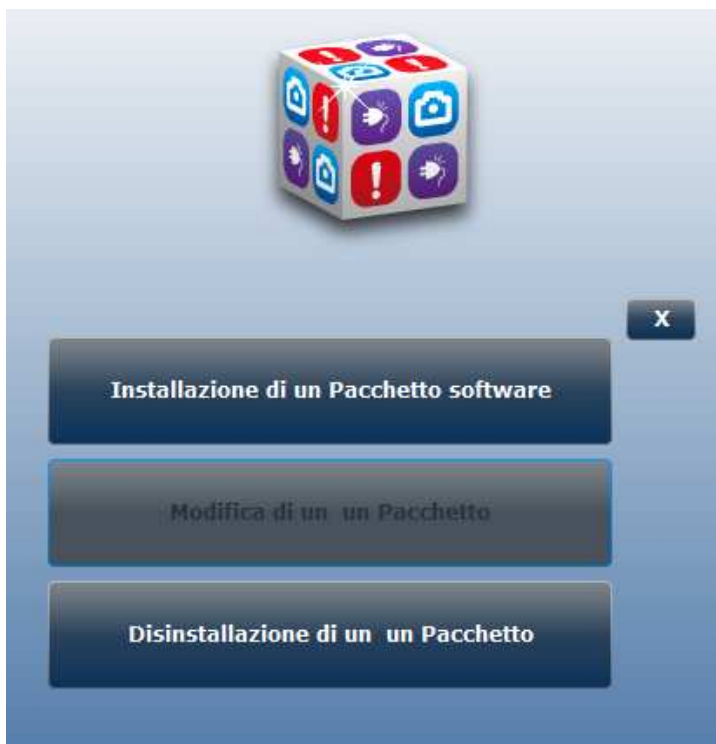 X
Installazione di un Pacchetto software
Modifica di un  un Pacchetto
Disinstallazione di un  un Pacchetto